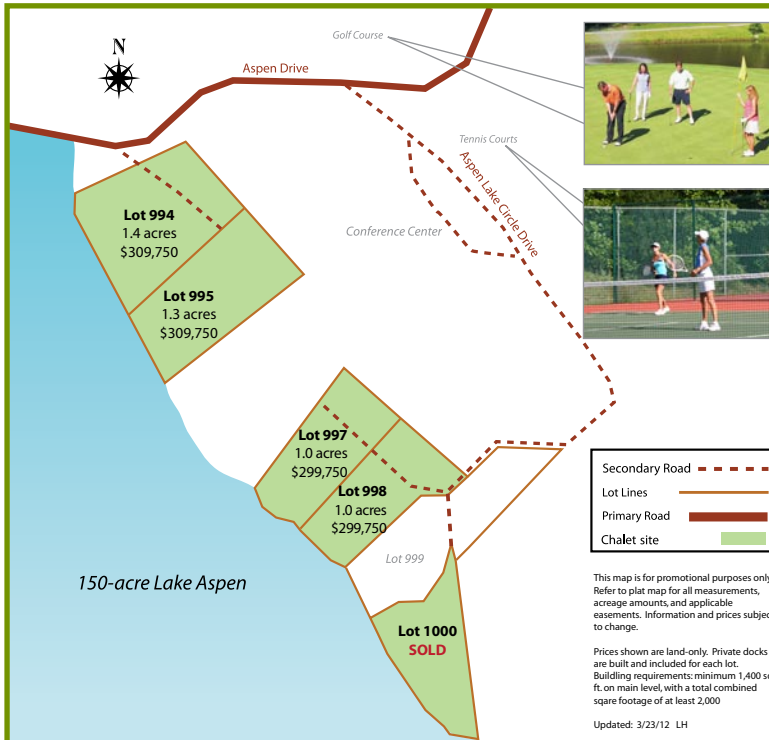 N
Golf Course
Aspen Drive
Tennis Courts
Aspen Lake Circle Drive
Conference Center
Lot 994
1.4 acres
$309,750
Lot 995
1.3 acres
$309,750
Lot 997
1.0 acres
$299,750
Lot 998
1.0 acres
$299,750
Lot 999
Lot 1000
SOLD
150-acre Lake Aspen
Secondary Road
Lot Lines
Primary Road
Chalet site
This map is for promotional purposes only
Refer to plat map for all measurements,
acreage amounts, and applicable
easements. Information and prices subjec
to change.
Prices shown are land-only. Private docks
are built and included for each lot.
Buildling requirements: minimum 1,400 sq
ft. on main level, with a total combined
sqare footage of at least 2,000
Updated: 3/23/12 LH